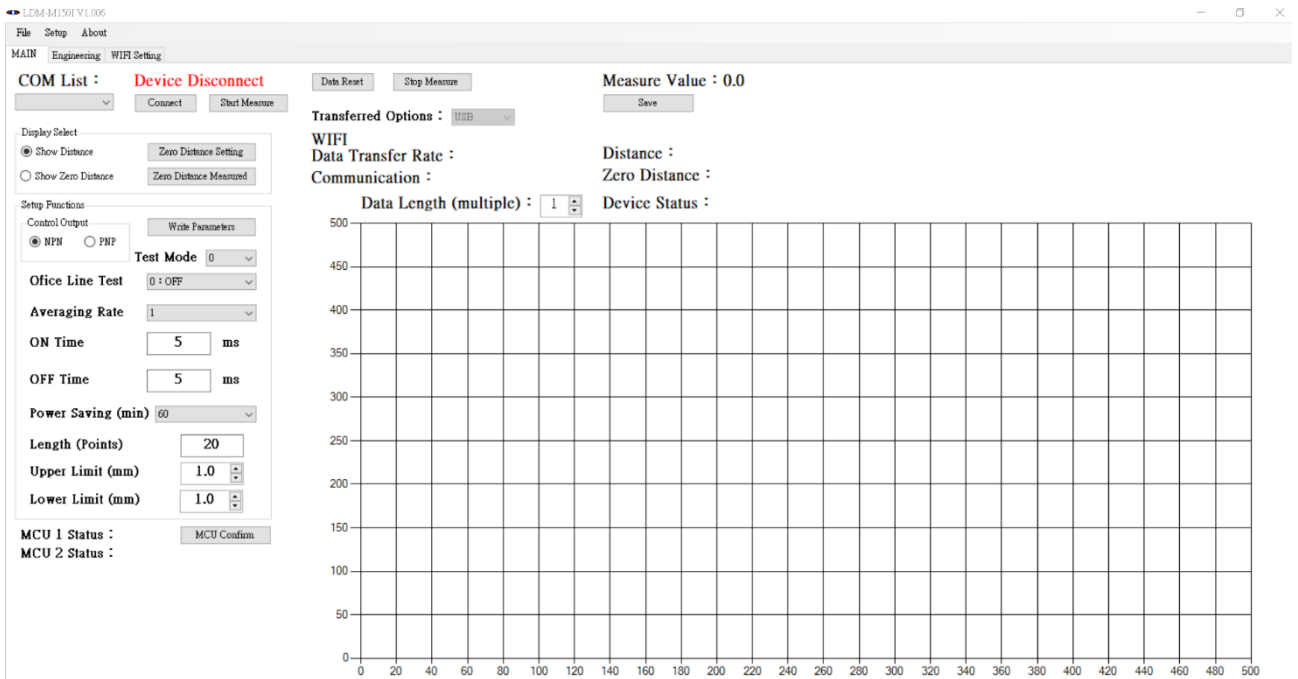 LDM-M150I V1.006
File Setup About
MAIN Engineering WIFI Setting
COM List： Device Disconnect
Connect Start Measure
Data Reset Stop Measure
Measure Value：0.0
Save
Transferred Options： USB
WIFI
Data Transfer Rate：
Communication：
Distance：
Zero Distance：
Data Length (multiple)： 1
Device Status：
Display Select
Show Distance Zero Distance Setting
Show Zero Distance Zero Distance Measured
Setup Functions
Control Output
NPN PNP
Write Parameters
Test Mode 0
Ofice Line Test 0：OFF
Averaging Rate 1
ON Time 5 ms
OFF Time 5 ms
Power Saving (min) 60
Length (Points) 20
Upper Limit (mm) 1.0
Lower Limit (mm) 1.0
MCU 1 Status： MCU Confirm
MCU 2 Status：
500
450
400
350
300
250
200
150
100
50
0
0 20 40 60 80 100 120 140 160 180 200 220 240 260 280 300 320 340 360 380 400 420 440 460 480 500